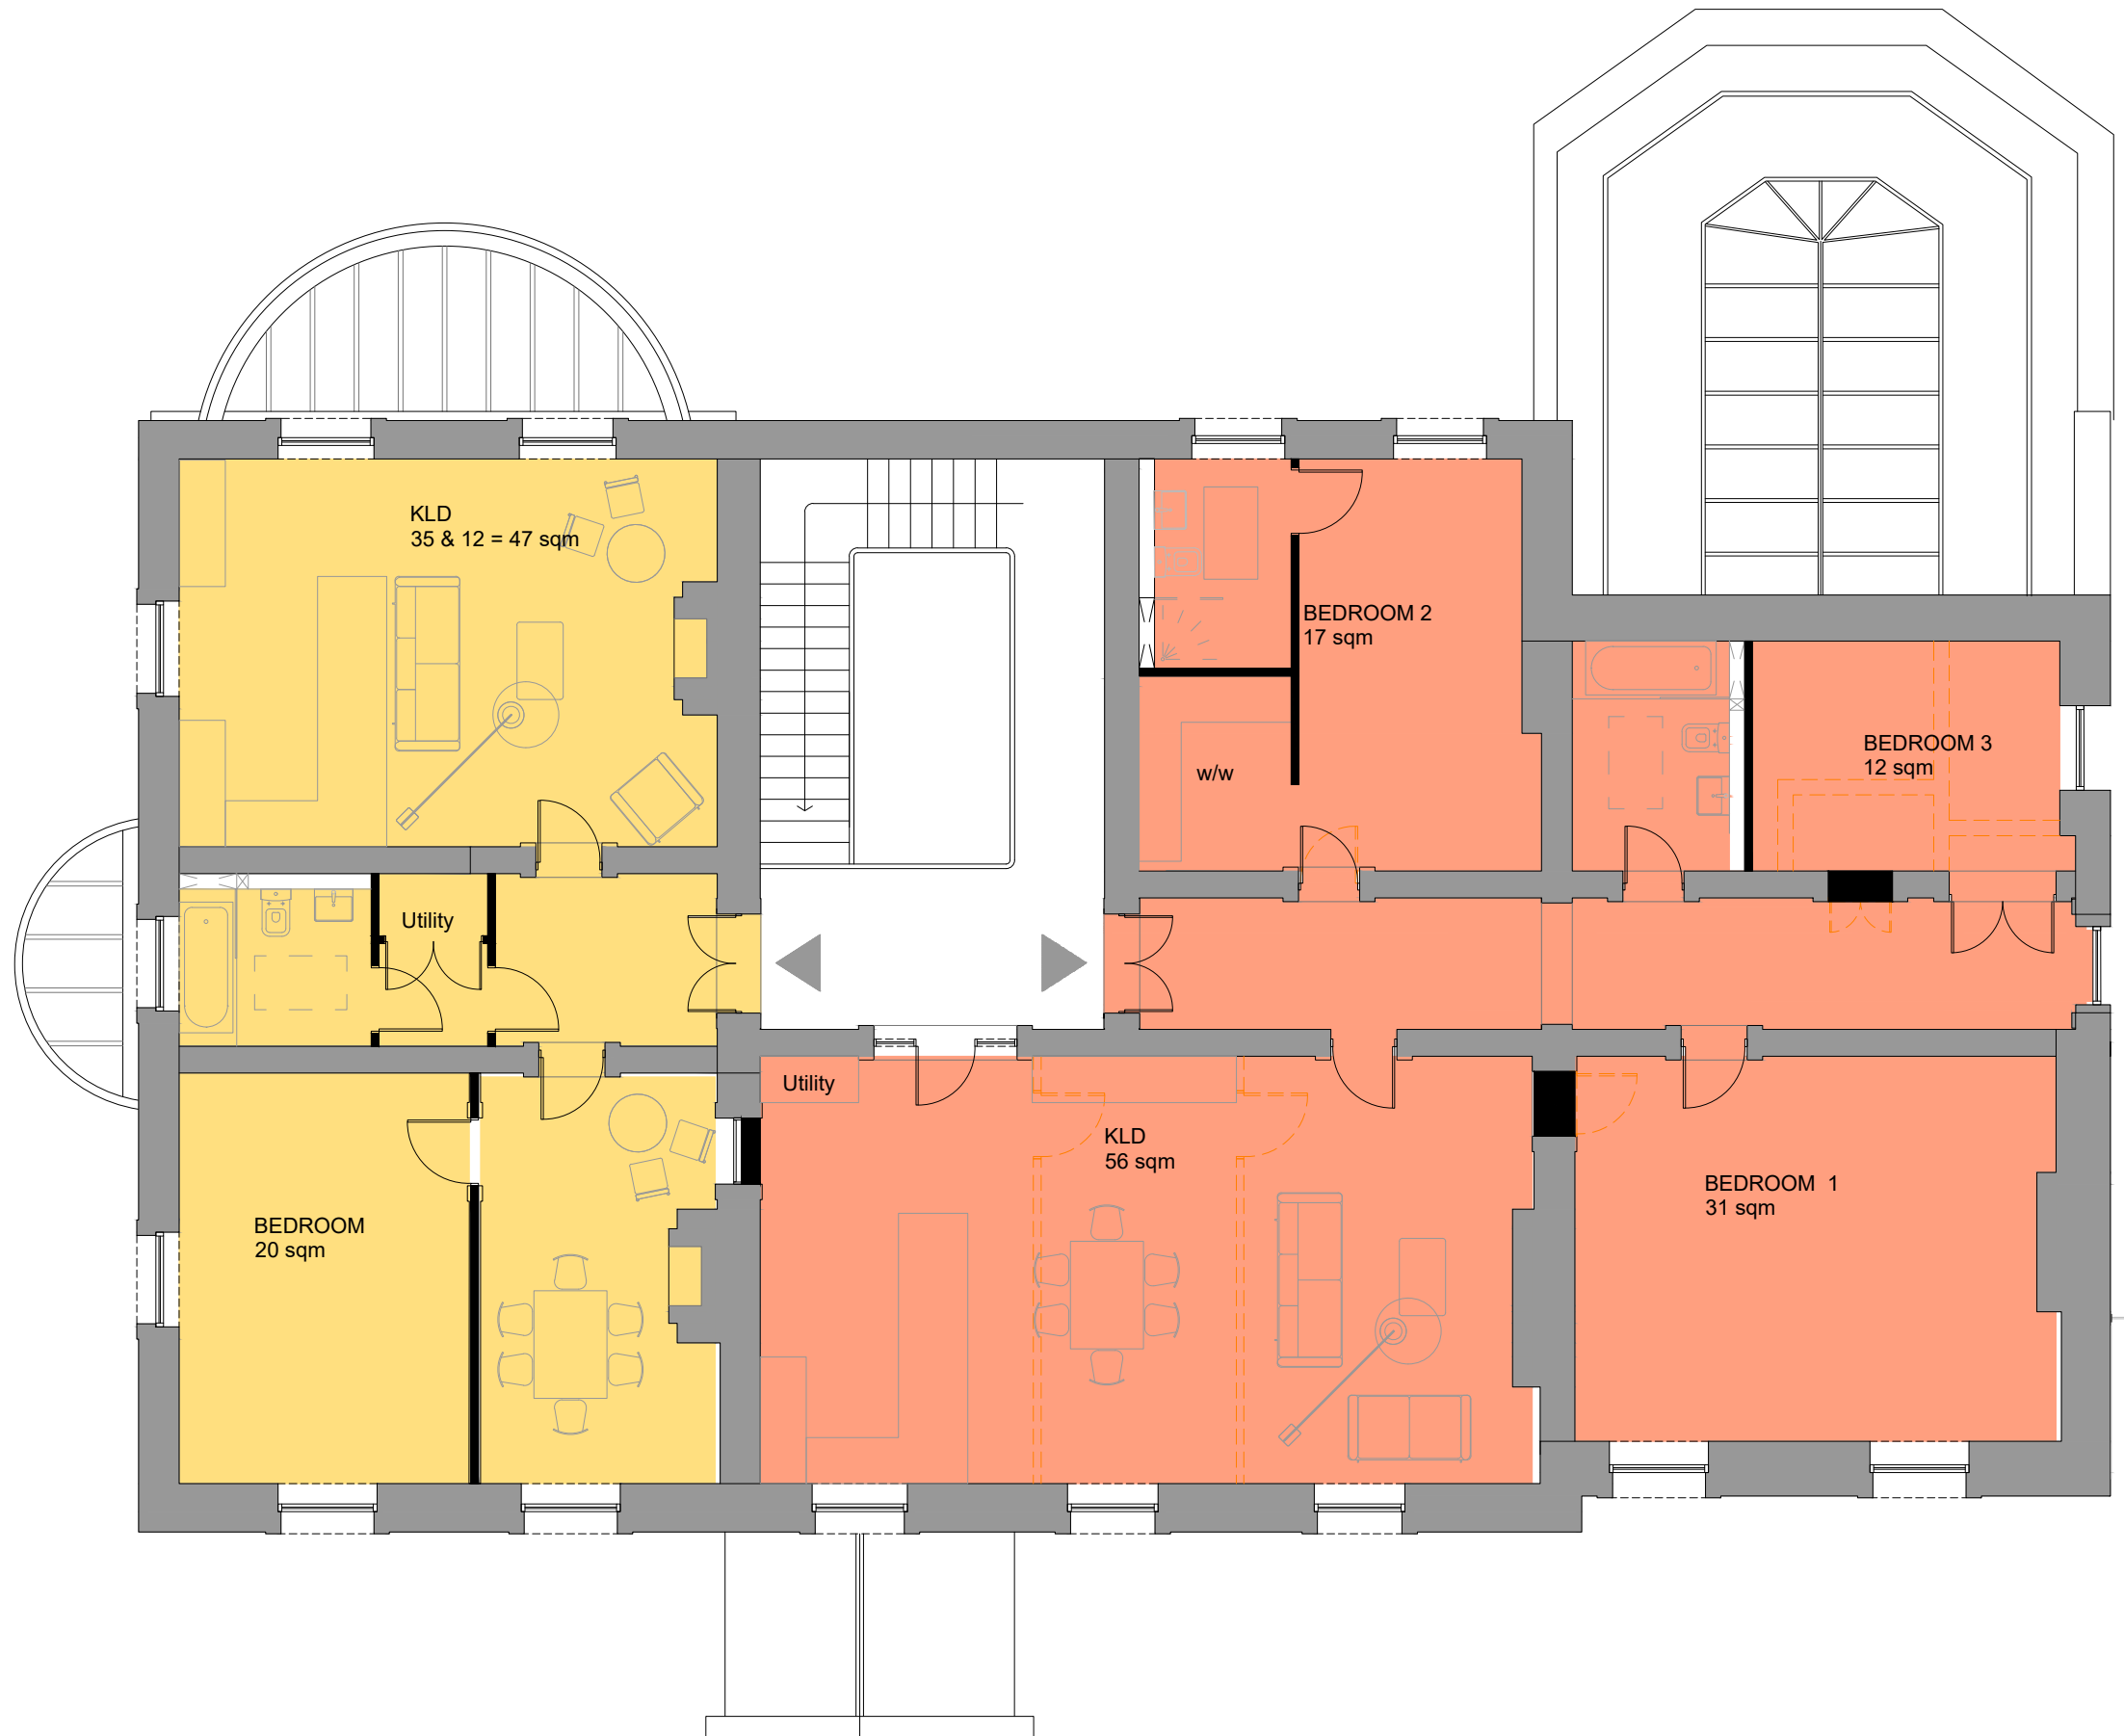 KLD
35 & 12 = 47 sqm
BEDROOM 2
17 sqm
BEDROOM 3
12 sqm
w/w
Utility
Utility
KLD
56 sqm
BEDROOM 1
31 sqm
BEDROOM
20 sqm